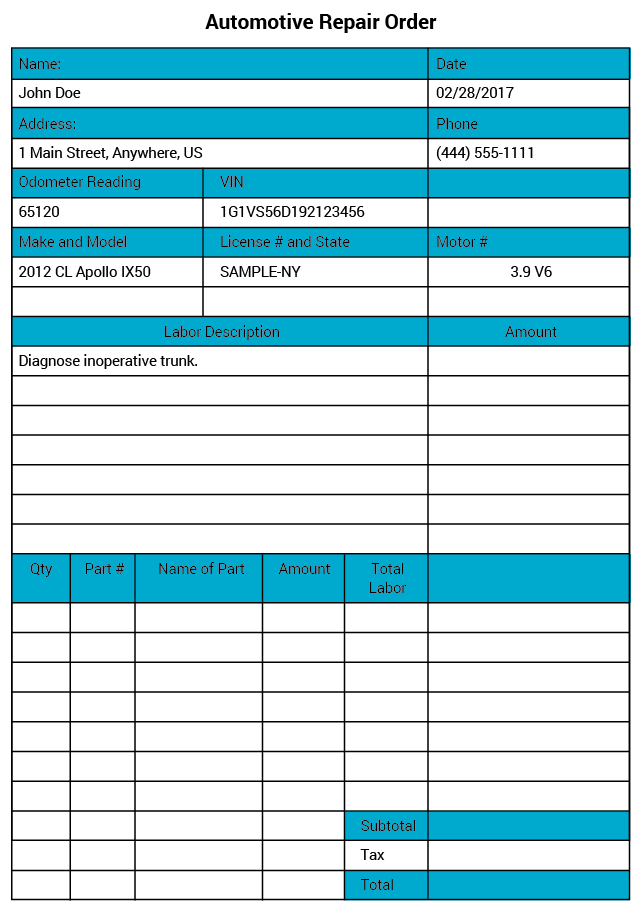 Automotive Repair Order
Name: Date
John Doe 02/28/2017
Address: Phone
1 Main Street, Anywhere, US (444) 555-1111
Odometer Reading VIN
65120 1G1VS56D192123456
Make and Model License # and State Motor #
2012 CL Apollo IX50 SAMPLE-NY 3.9 V6
Labor Description Amount
Diagnose inoperative trunk.
Qty Part # Name of Part Amount Total
Labor
Subtotal
Tax
Total